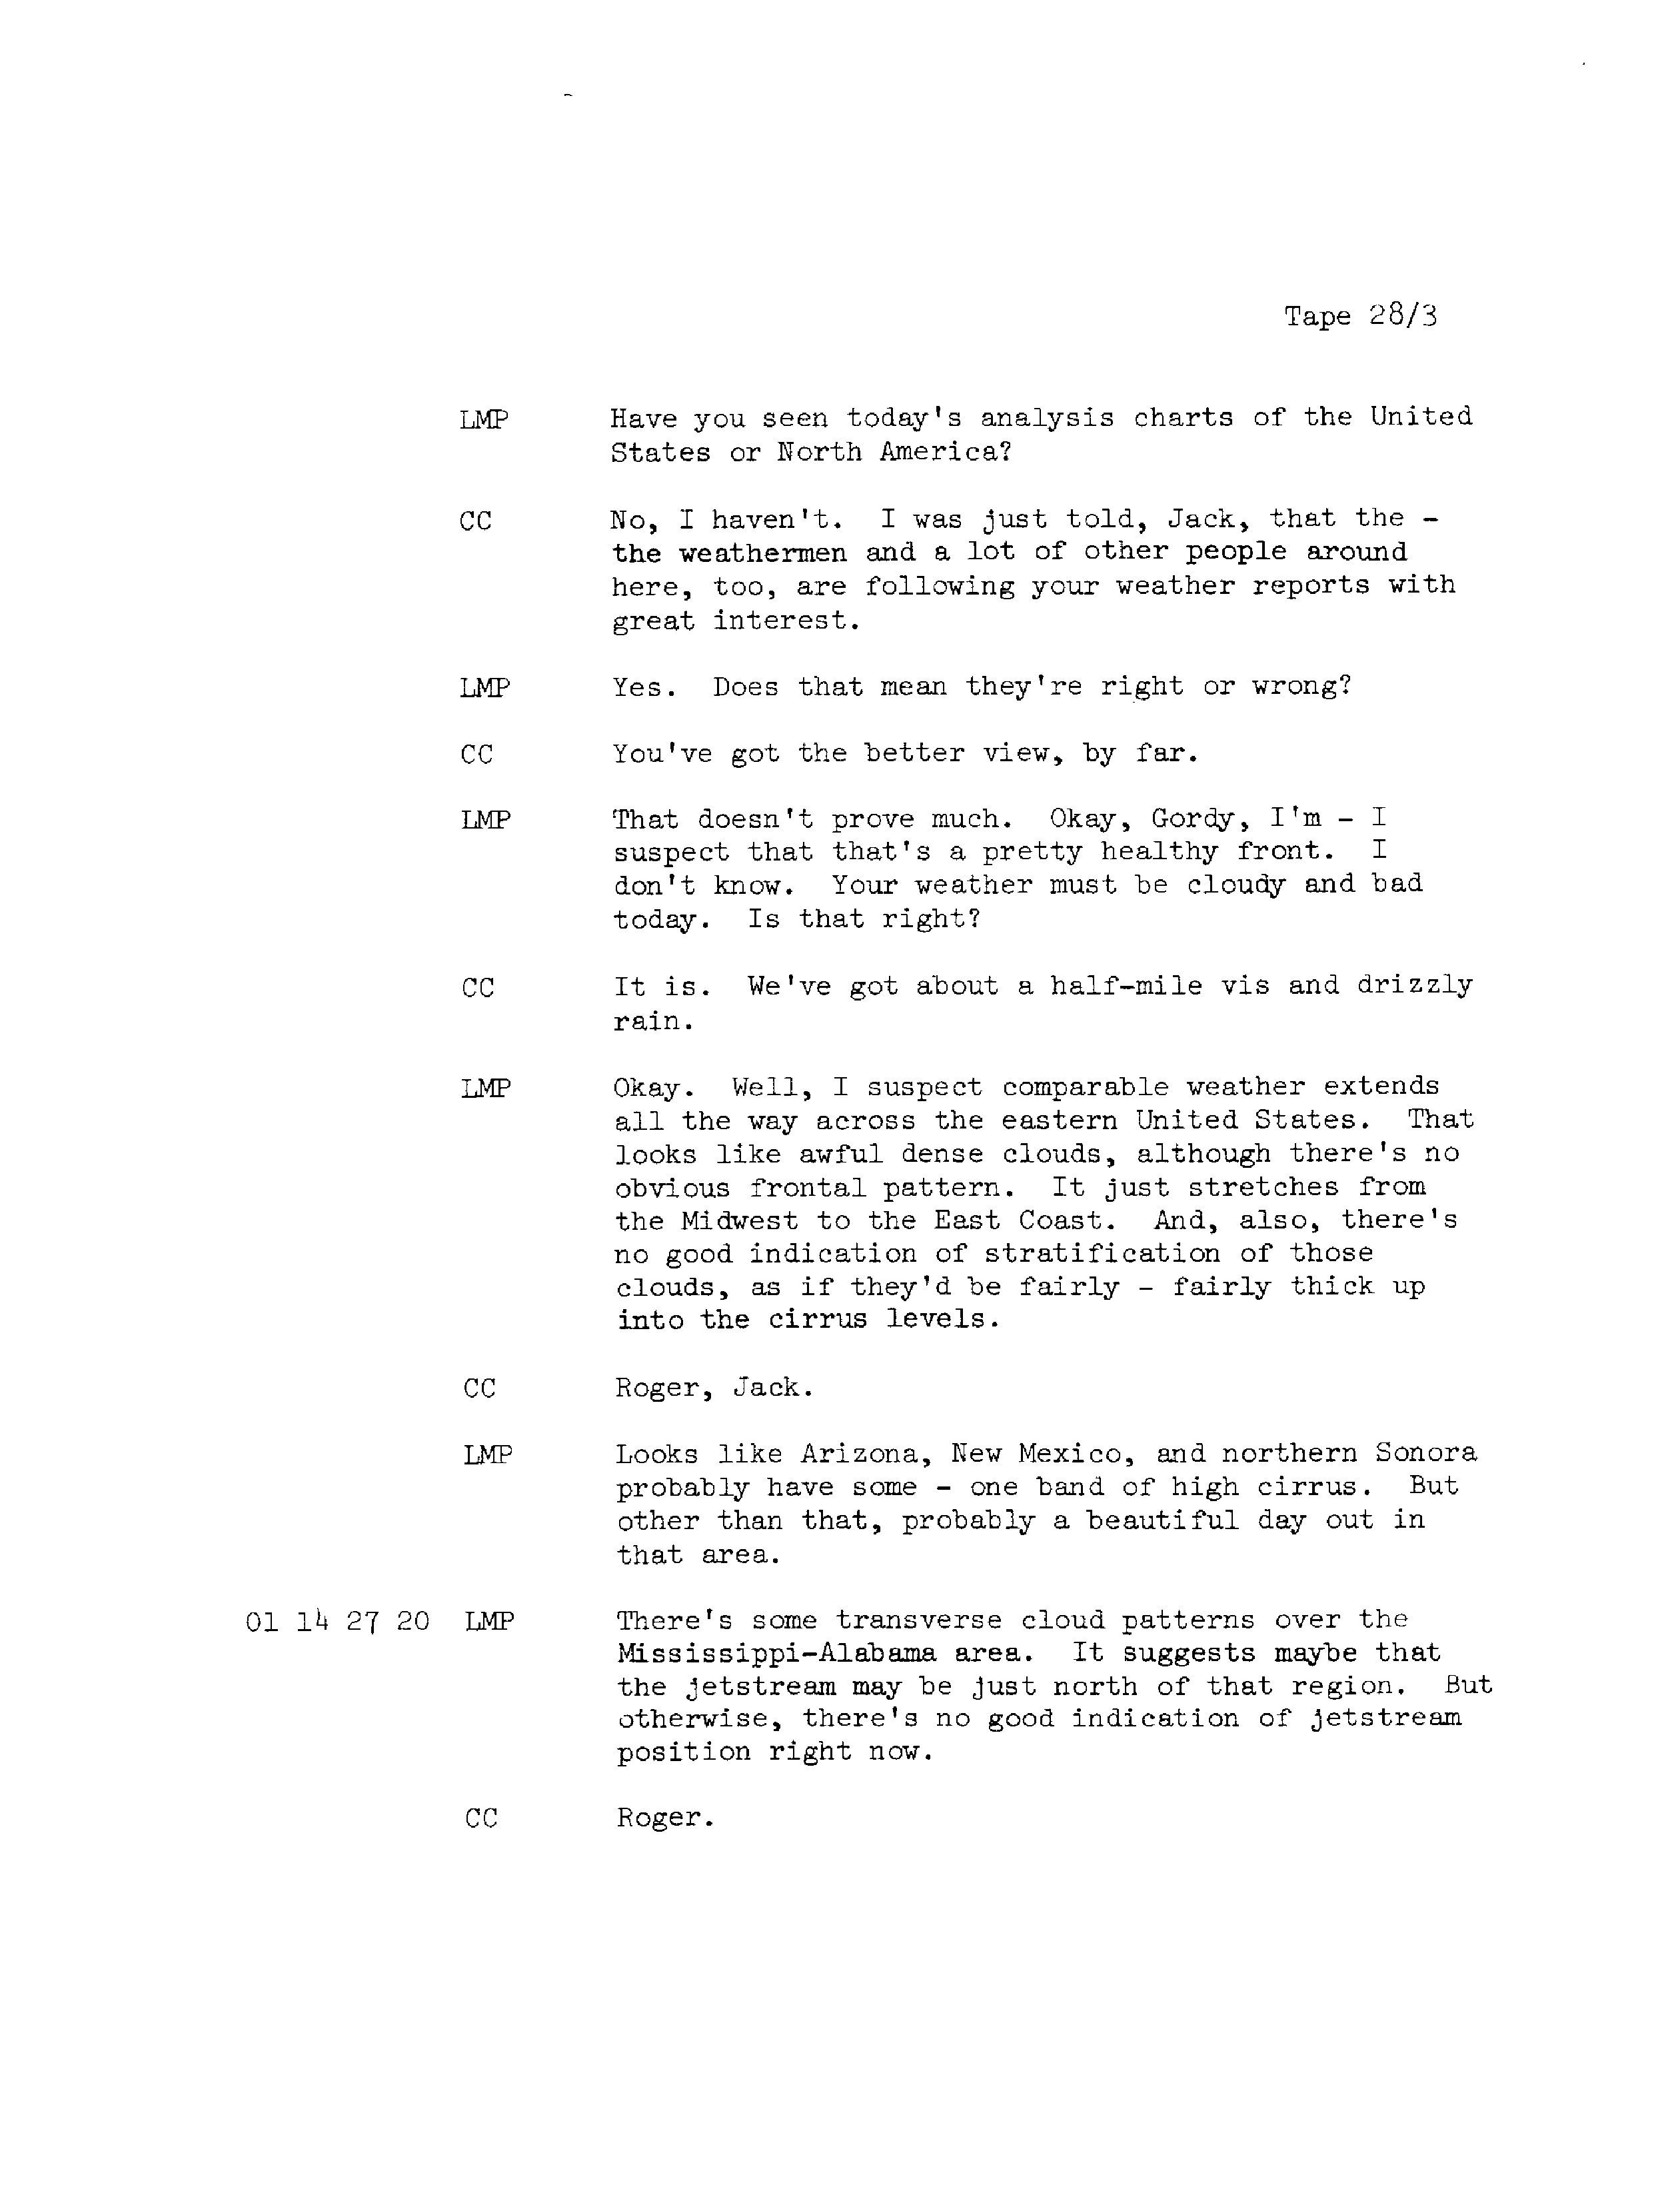 Tape 28/3
LMP Have you seen today's analysis charts of the United
States or North America?
CC No, I haven't. I was just told, Jack, that the -
the weathermen and a lot of other people around
here, too, are following your weather reports with
great interest.
LMP Yes. Does that mean they're right or wrong?
CC You've got the better view, by far.
LMP That doesn't prove much. Okay, Gordy, I'm - I
suspect that that's a pretty healthy front. I
don't know. Your weather must be cloudy and bad
today. Is that right?
CC It is. We've got about a half-mile vis and drizzly
rain.
LMP Okay. Well, I suspect comparable weather extends
all the way across the eastern United States. That
looks like awful dense clouds, although there's no
obvious frontal pattern. It just stretches from
the Midwest to the East Coast. And, also, there's
no good indication of stratification of those
clouds, as if they'd be fairly - fairly thick up
into the cirrus levels.
CC Roger, Jack.
LMP Looks like Arizona, New Mexico, and northern Sonora
probably have some - one band of high cirrus. But
other than that, probably a beautiful day out in
that area.
01 14 27 20 LMP There's some transverse cloud patterns over the
Mississippi-Alabama area. It suggests maybe that
the jetstream may be just north of that region. But
otherwise, there's no good indication of jetstream
position right now.
CC Roger.